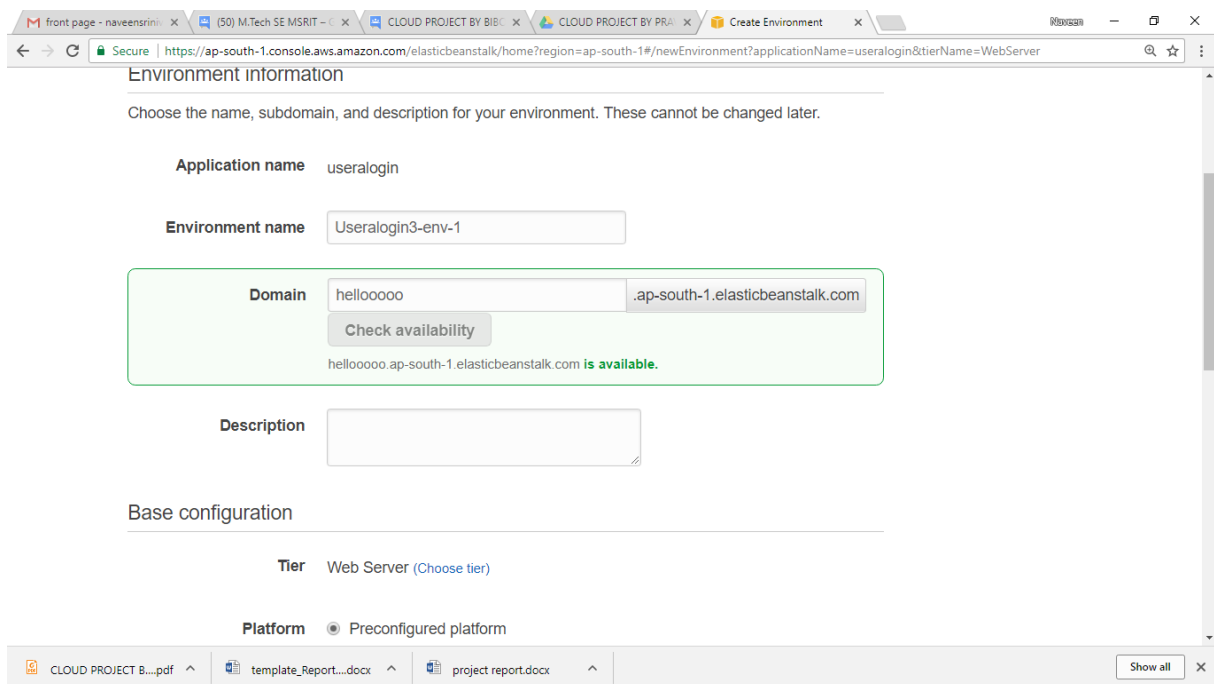 front page - naveensriniv
(50) M.Tech SE MSRIT – C
CLOUD PROJECT BY BIBC
CLOUD PROJECT BY PRA
Create Environment
Naveen
Secure
https://ap-south-1.console.aws.amazon.com/elasticbeanstalk/home?region=ap-south-1#/newEnvironment?applicationName=useralogin&tierName=WebServer
Environment information
Choose the name, subdomain, and description for your environment. These cannot be changed later.
Application name useralogin
Environment name Useralogin3-env-1
Domain hellooooo .ap-south-1.elasticbeanstalk.com
Check availability
hellooooo.ap-south-1.elasticbeanstalk.com is available.
Description
Base configuration
Tier Web Server (Choose tier)
Platform Preconfigured platform
CLOUD PROJECT B....pdf
template_Report....docx
project report.docx
Show all